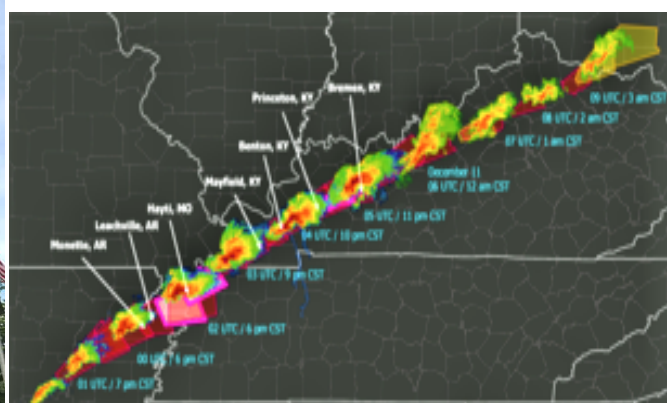 Bremen, KY
Princeton, KY
Benton, KY
Mayfield, KY
Hayti, MO
Leachville, AR
Monette, AR
09 UTC / 3 am CST
08 UTC / 2 am CST
07 UTC / 1 am CST
December 11
06 UTC / 12 am CST
05 UTC / 11 pm CST
04 UTC / 10 pm CST
03 UTC / 9 pm CST
02 UTC / 6 pm CST
00 UTC / 6 pm CST
01 UTC / 7 pm CST